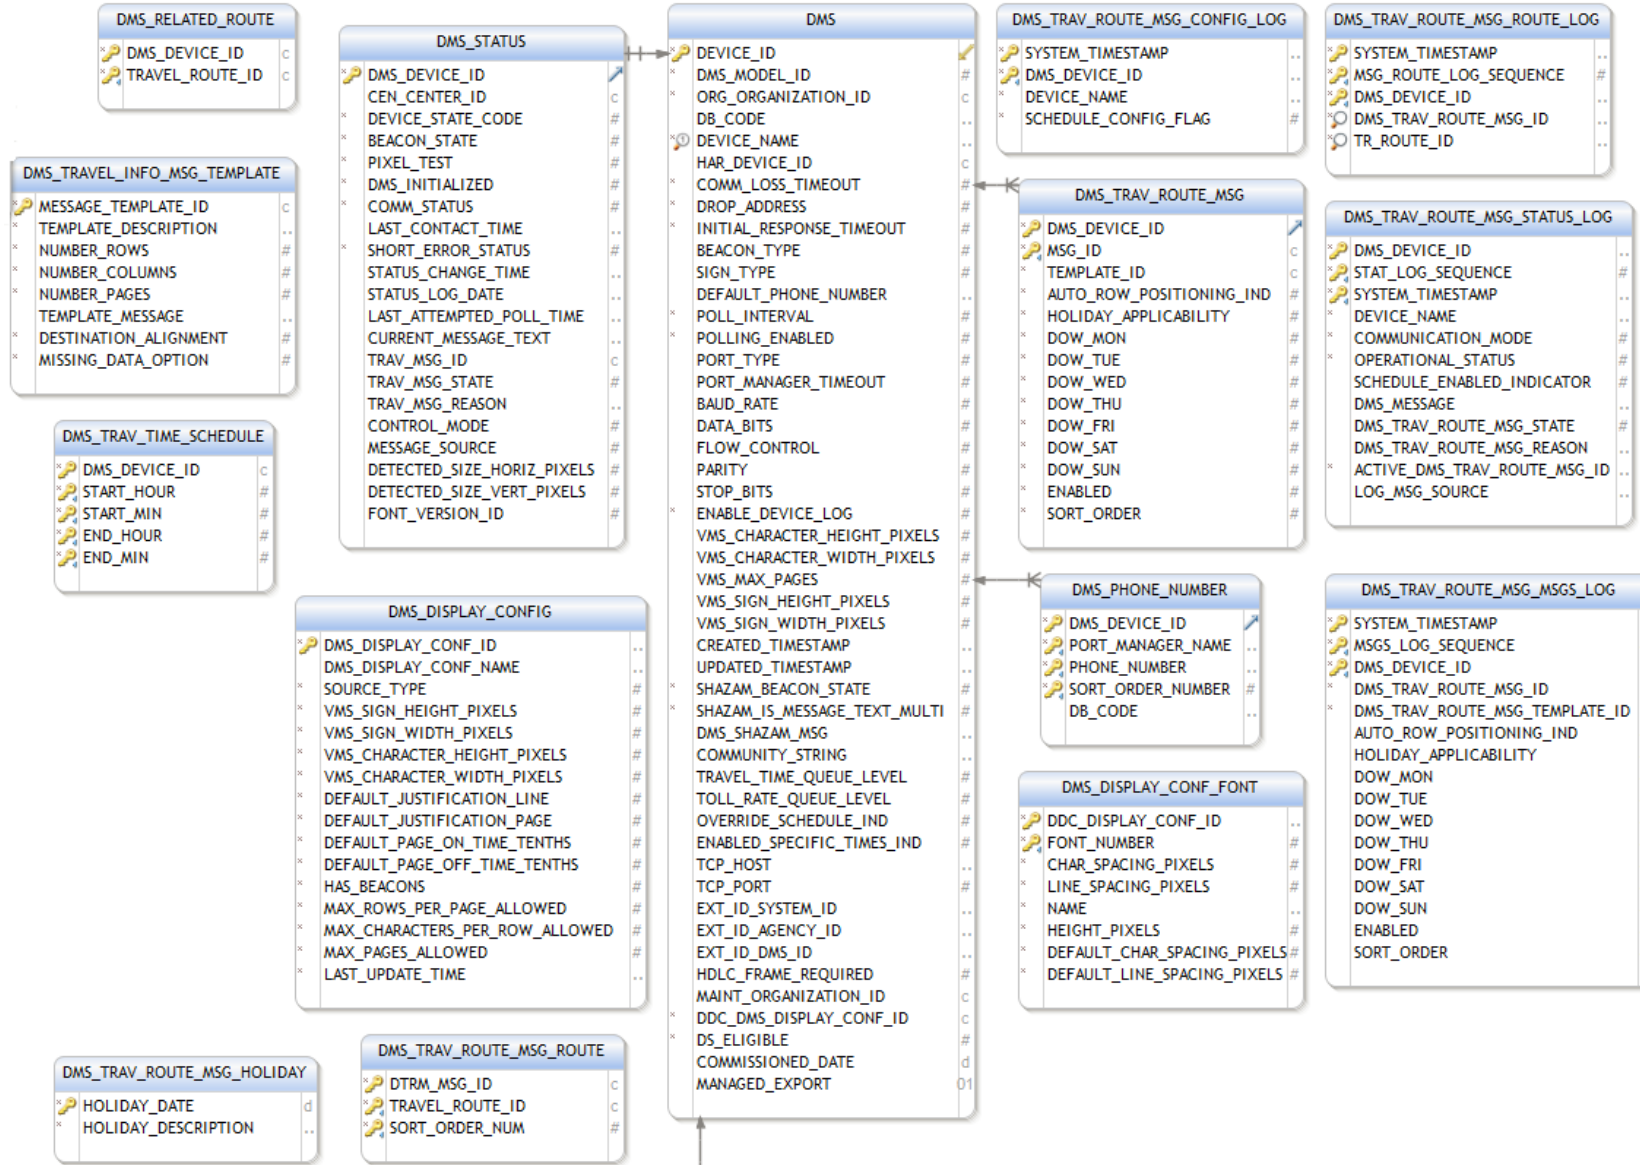 DMS_RELATED_ROUTE
DMS_DEVICE_ID c
TRAVEL_ROUTE_ID c
DMS_TRAVEL_INFO_MSG_TEMPLATE
MESSAGE_TEMPLATE_ID c
TEMPLATE_DESCRIPTION ..
NUMBER_ROWS #
NUMBER_COLUMNS #
NUMBER_PAGES #
TEMPLATE_MESSAGE ..
DESTINATION_ALIGNMENT #
MISSING_DATA_OPTION #
DMS_TRAV_TIME_SCHEDULE
DMS_DEVICE_ID c
START_HOUR #
START_MIN #
END_HOUR #
END_MIN #
DMS_STATUS
DMS_DEVICE_ID
CEN_CENTER_ID c
DEVICE_STATE_CODE #
BEACON_STATE #
PIXEL_TEST #
DMS_INITIALIZED #
COMM_STATUS #
LAST_CONTACT_TIME ..
SHORT_ERROR_STATUS #
STATUS_CHANGE_TIME ..
STATUS_LOG_DATE ..
LAST_ATTEMPTED_POLL_TIME ..
CURRENT_MESSAGE_TEXT ..
TRAV_MSG_ID c
TRAV_MSG_STATE #
TRAV_MSG_REASON ..
CONTROL_MODE #
MESSAGE_SOURCE #
DETECTED_SIZE_HORIZ_PIXELS #
DETECTED_SIZE_VERT_PIXELS #
FONT_VERSION_ID #
DMS_DISPLAY_CONFIG
DMS_DISPLAY_CONF_ID ..
DMS_DISPLAY_CONF_NAME ..
SOURCE_TYPE #
VMS_SIGN_HEIGHT_PIXELS #
VMS_SIGN_WIDTH_PIXELS #
VMS_CHARACTER_HEIGHT_PIXELS #
VMS_CHARACTER_WIDTH_PIXELS #
DEFAULT_JUSTIFICATION_LINE #
DEFAULT_JUSTIFICATION_PAGE #
DEFAULT_PAGE_ON_TIME_TENTHS #
DEFAULT_PAGE_OFF_TIME_TENTHS #
HAS_BEACONS #
MAX_ROWS_PER_PAGE_ALLOWED #
MAX_CHARACTERS_PER_ROW_ALLOWED #
MAX_PAGES_ALLOWED #
LAST_UPDATE_TIME ..
DMS_TRAV_ROUTE_MSG_HOLIDAY
HOLIDAY_DATE d
HOLIDAY_DESCRIPTION ..
DMS_TRAV_ROUTE_MSG_ROUTE
DTRM_MSG_ID c
TRAVEL_ROUTE_ID c
SORT_ORDER_NUM #
DMS
DEVICE_ID
DMS_MODEL_ID #
ORG_ORGANIZATION_ID c
DB_CODE ..
DEVICE_NAME ..
HAR_DEVICE_ID c
COMM_LOSS_TIMEOUT #
DROP_ADDRESS #
INITIAL_RESPONSE_TIMEOUT #
BEACON_TYPE #
SIGN_TYPE #
DEFAULT_PHONE_NUMBER ..
POLL_INTERVAL #
POLLING_ENABLED #
PORT_TYPE #
PORT_MANAGER_TIMEOUT #
BAUD_RATE #
DATA_BITS #
FLOW_CONTROL #
PARITY #
STOP_BITS #
ENABLE_DEVICE_LOG #
VMS_CHARACTER_HEIGHT_PIXELS #
VMS_CHARACTER_WIDTH_PIXELS #
VMS_MAX_PAGES #
VMS_SIGN_HEIGHT_PIXELS #
VMS_SIGN_WIDTH_PIXELS #
CREATED_TIMESTAMP ..
UPDATED_TIMESTAMP ..
SHAZAM_BEACON_STATE #
SHAZAM_IS_MESSAGE_TEXT_MULTI #
DMS_SHAZAM_MSG ..
COMMUNITY_STRING ..
TRAVEL_TIME_QUEUE_LEVEL #
TOLL_RATE_QUEUE_LEVEL #
OVERRIDE_SCHEDULE_IND #
ENABLED_SPECIFIC_TIMES_IND #
TCP_HOST ..
TCP_PORT #
EXT_ID_SYSTEM_ID ..
EXT_ID_AGENCY_ID ..
EXT_ID_DMS_ID ..
HDLC_FRAME_REQUIRED #
MAINT_ORGANIZATION_ID c
DDC_DMS_DISPLAY_CONF_ID c
DS_ELIGIBLE #
COMMISSIONED_DATE d
MANAGED_EXPORT 01
DMS_TRAV_ROUTE_MSG_CONFIG_LOG
SYSTEM_TIMESTAMP ..
DMS_DEVICE_ID ..
DEVICE_NAME ..
SCHEDULE_CONFIG_FLAG #
DMS_TRAV_ROUTE_MSG
DMS_DEVICE_ID
MSG_ID c
TEMPLATE_ID c
AUTO_ROW_POSITIONING_IND #
HOLIDAY_APPLICABILITY #
DOW_MON #
DOW_TUE #
DOW_WED #
DOW_THU #
DOW_FRI #
DOW_SAT #
DOW_SUN #
ENABLED #
SORT_ORDER #
DMS_PHONE_NUMBER
DMS_DEVICE_ID
PORT_MANAGER_NAME ..
PHONE_NUMBER ..
SORT_ORDER_NUMBER #
DB_CODE ..
DMS_DISPLAY_CONF_FONT
DDC_DISPLAY_CONF_ID ..
FONT_NUMBER #
CHAR_SPACING_PIXELS #
LINE_SPACING_PIXELS #
NAME ..
HEIGHT_PIXELS #
DEFAULT_CHAR_SPACING_PIXELS #
DEFAULT_LINE_SPACING_PIXELS #
DMS_TRAV_ROUTE_MSG_ROUTE_LOG
SYSTEM_TIMESTAMP ..
MSG_ROUTE_LOG_SEQUENCE #
DMS_DEVICE_ID ..
DMS_TRAV_ROUTE_MSG_ID ..
TR_ROUTE_ID ..
DMS_TRAV_ROUTE_MSG_STATUS_LOG
DMS_DEVICE_ID ..
STAT_LOG_SEQUENCE #
SYSTEM_TIMESTAMP ..
DEVICE_NAME ..
COMMUNICATION_MODE #
OPERATIONAL_STATUS #
SCHEDULE_ENABLED_INDICATOR #
DMS_MESSAGE ..
DMS_TRAV_ROUTE_MSG_STATE #
DMS_TRAV_ROUTE_MSG_REASON ..
ACTIVE_DMS_TRAV_ROUTE_MSG_ID ..
LOG_MSG_SOURCE ..
DMS_TRAV_ROUTE_MSG_MSGS_LOG
SYSTEM_TIMESTAMP
MSGS_LOG_SEQUENCE
DMS_DEVICE_ID
DMS_TRAV_ROUTE_MSG_ID
DMS_TRAV_ROUTE_MSG_TEMPLATE_ID
AUTO_ROW_POSITIONING_IND
HOLIDAY_APPLICABILITY
DOW_MON
DOW_TUE
DOW_WED
DOW_THU
DOW_FRI
DOW_SAT
DOW_SUN
ENABLED
SORT_ORDER